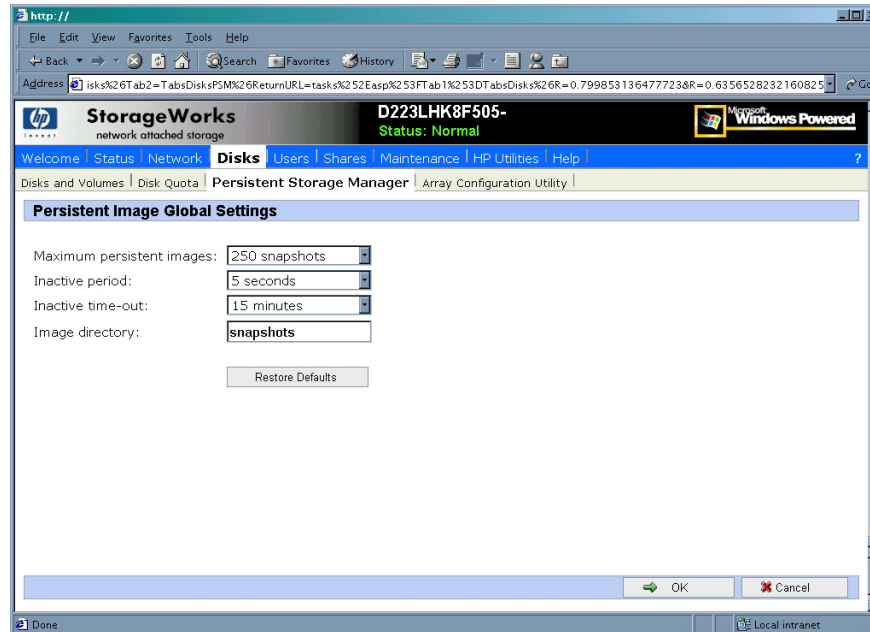 http://
File Edit View Favorites Tools Help
Back Search Favorites History
Address isks%26Tab2=TabsDisksPSM%26ReturnURL=tasks%252Easp%253FTab1%253DTabsDisks%26R=0.799853136477723&R=0.6356528232160825
hp StorageWorks D223LHK8F505- Microsoft Windows Powered
invent network attached storage Status: Normal
Welcome Status Network Disks Users Shares Maintenance HP Utilities Help ?
Disks and Volumes Disk Quota Persistent Storage Manager Array Configuration Utility
Persistent Image Global Settings
Maximum persistent images: 250 snapshots
Inactive period: 5 seconds
Inactive time-out: 15 minutes
Image directory: snapshots
Restore Defaults
OK Cancel
Done Local intranet